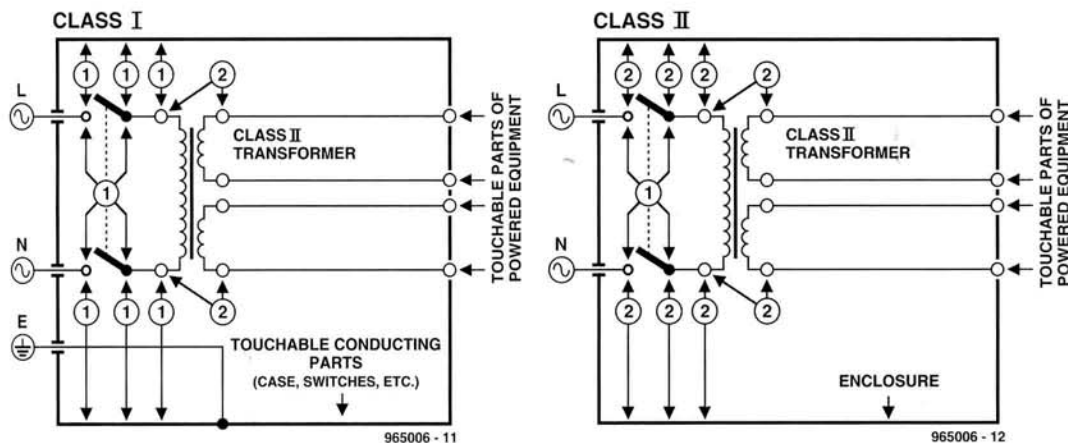 CLASS I
L
N
E
1
1
1
2
1
1
1
1
2
CLASS II
TRANSFORMER
TOUCHABLE PARTS OF
POWERED EQUIPMENT
TOUCHABLE CONDUCTING
PARTS
(CASE, SWITCHES, ETC.)
965006 - 11
CLASS II
L
N
2
2
2
2
1
2
2
2
2
CLASS II
TRANSFORMER
TOUCHABLE PARTS OF
POWERED EQUIPMENT
ENCLOSURE
965006 - 12